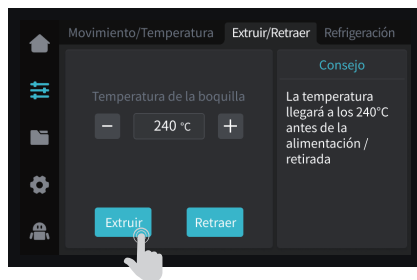 Movimiento/Temperatura Extruir/Retraer Refrigeración
Consejo
Temperatura de la boquilla
− 240 °C +
La temperatura
llegará a los 240°C
antes de la
alimentación /
retirada
Extruir Retraer